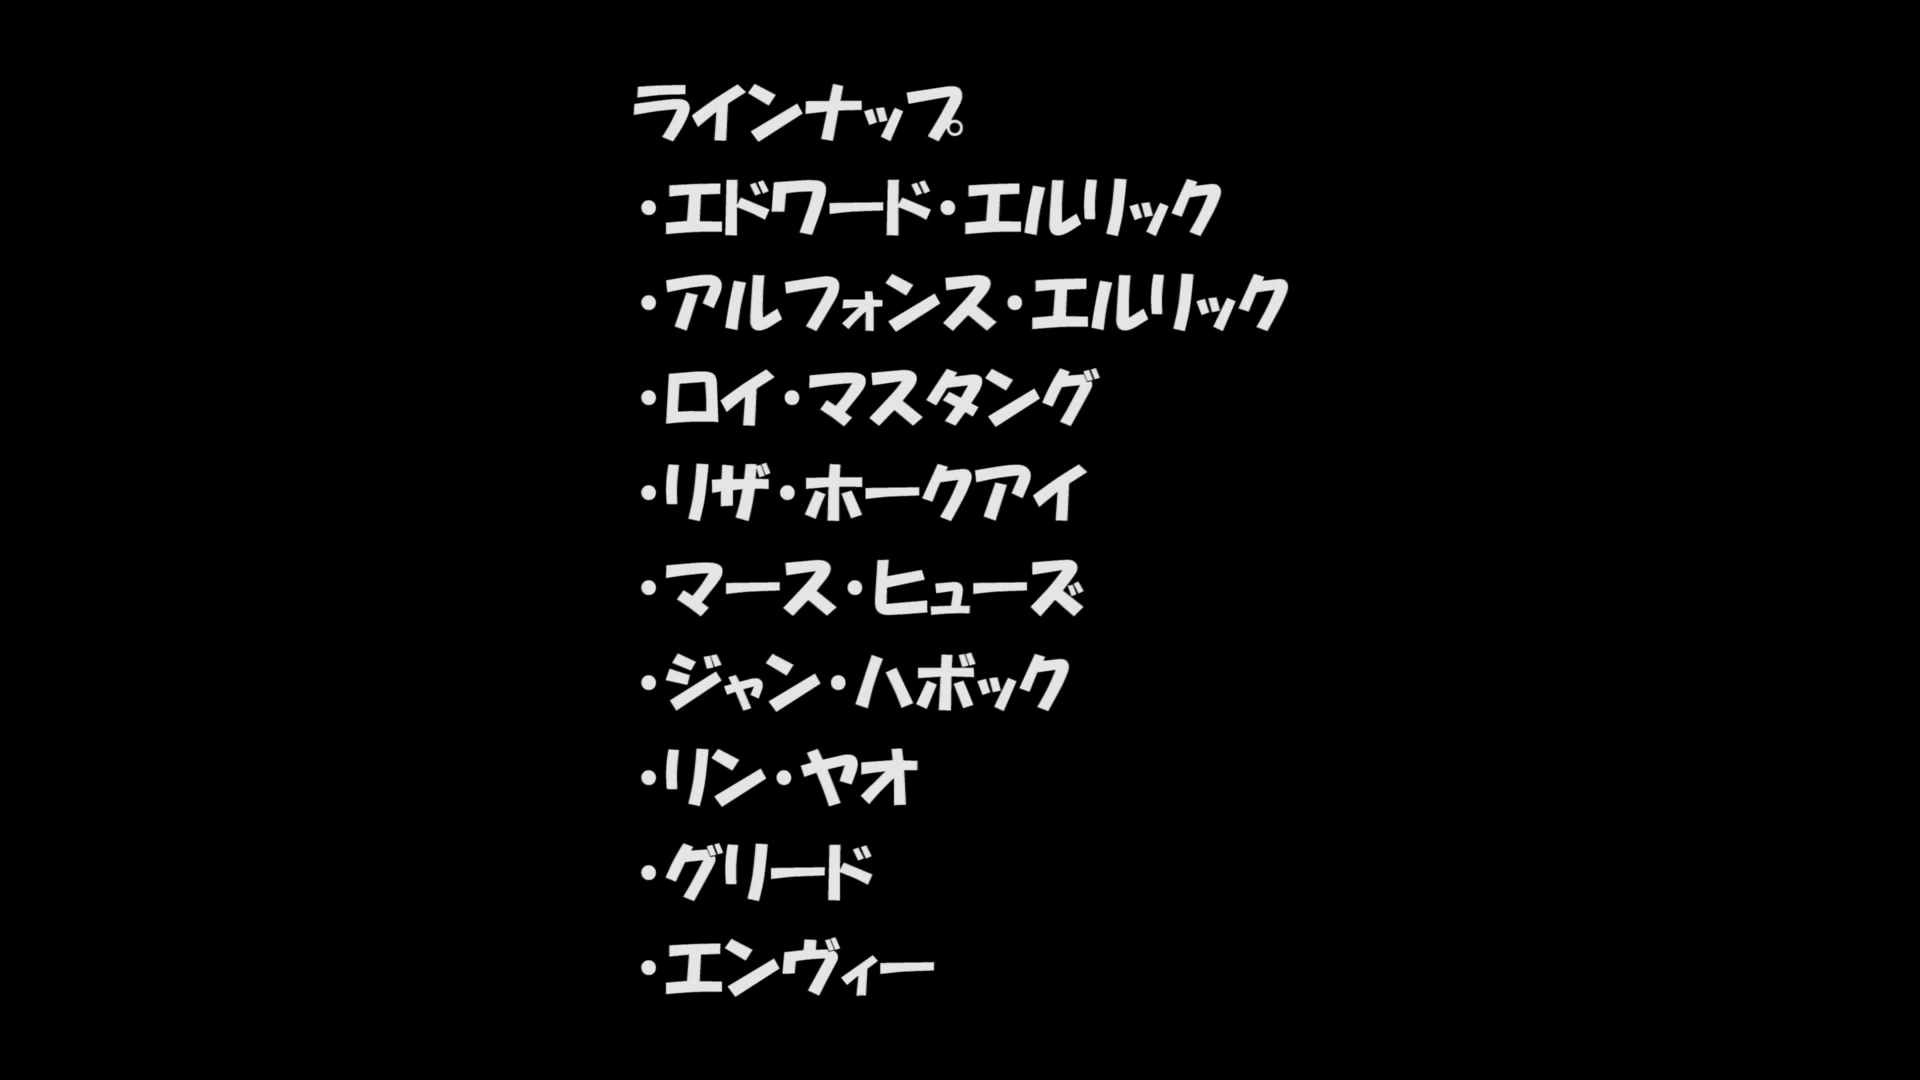 ラインナップ
・エドワード・エルリック
・アルフォンス・エルリック
・ロイ・マスタング
・リザ・ホークアイ
・マース・ヒューズ
・ジャン・ハボック
・リン・ヤオ
・グリード
・エンヴィー